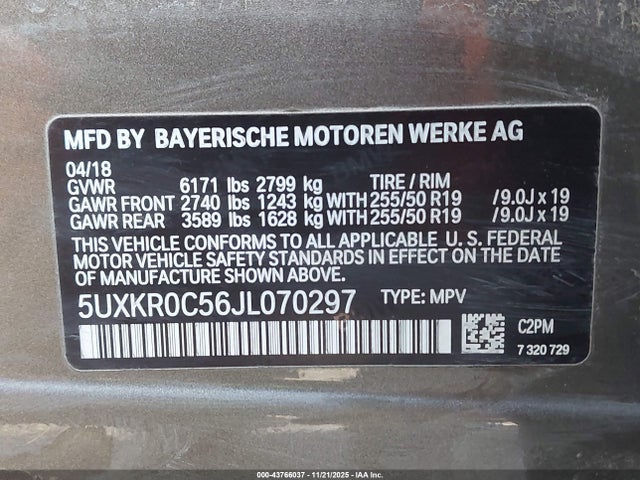 MFD BY BAYERISCHE MOTOREN WERKE AG
04/18
GVWR 6171 lbs 2799 kg TIRE / RIM
GAWR FRONT 2740 lbs 1243 kg WITH 255/50 R19 /9.0J x 19
GAWR REAR 3589 lbs 1628 kg WITH 255/50 R19 /9.0J x 19
THIS VEHICLE CONFORMS TO ALL APPLICABLE U. S. FEDERAL
MOTOR VEHICLE SAFETY STANDARDS IN EFFECT ON THE DATE
OF MANUFACTURE SHOWN ABOVE.
5UXKR0C56JL070297 TYPE: MPV
C2PM
7 320 729
000-43766037 - 11/21/2025 - IAA Inc.